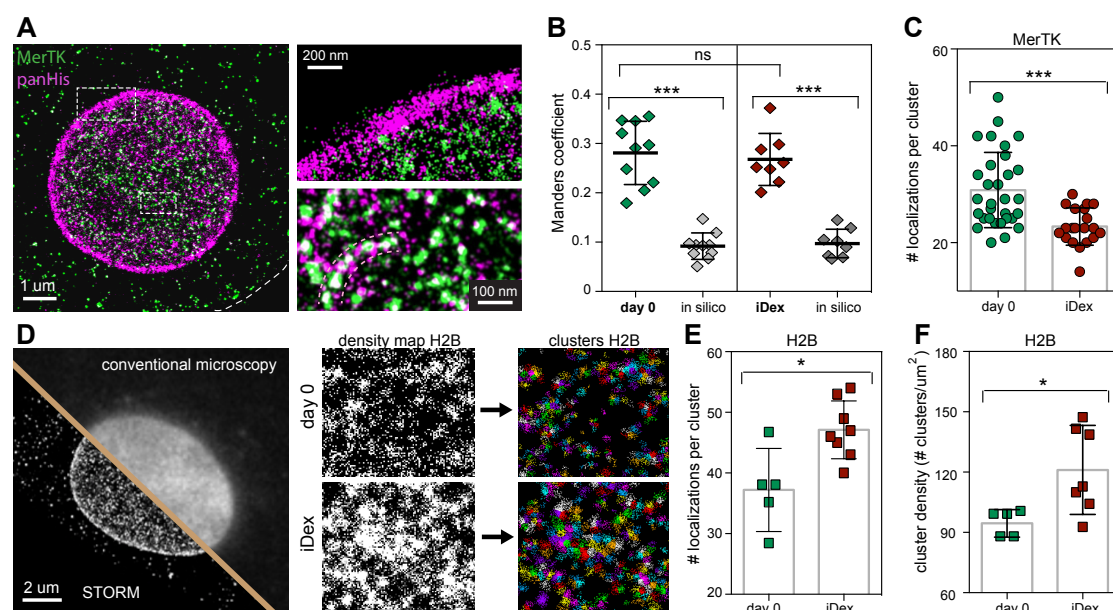 A
MerTK
panHis
1 um
200 nm
100 nm
B
Manders coefficient
0.5
0.4
0.3
0.2
0.1
0
ns
***
***
day 0
in silico
iDex
in silico
C
MerTK
# localizations per cluster
60
40
20
***
day 0
iDex
D
conventional microscopy
STORM
2 um
density map H2B
clusters H2B
day 0
iDex
E
H2B
# localizations per cluster
60
50
40
30
20
*
day 0
iDex
F
H2B
cluster density (# clusters/um²)
180
150
120
90
60
*
day 0
iDex